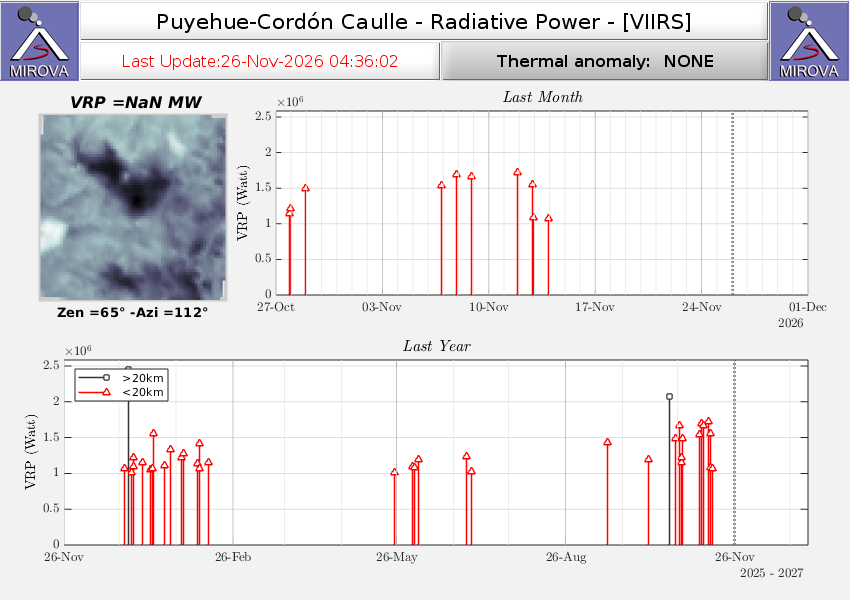 Puyehue-Cordón Caulle - Radiative Power - [VIIRS]
MIROVA
Last Update:26-Nov-2026 04:36:02
Thermal anomaly: NONE
MIROVA
VRP =NaN MW
Zen =65° -Azi =112°
Last Month
×10⁶
VRP (Watt)
2.5
2
1.5
1
0.5
0
27-Oct 03-Nov 10-Nov 17-Nov 24-Nov 01-Dec
2026
Last Year
×10⁶
VRP (Watt)
2.5
2
1.5
1
0.5
0
>20km
<20km
26-Nov 26-Feb 26-May 26-Aug 26-Nov
2025 - 2027